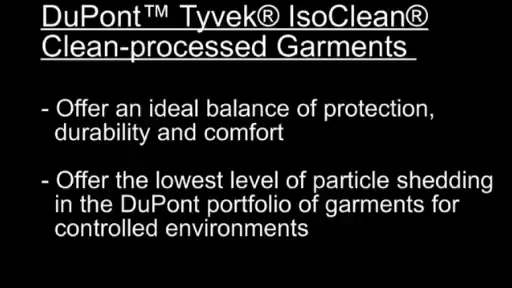 DuPont™ Tyvek® IsoClean®
Clean-processed Garments
- Offer an ideal balance of protection,
durability and comfort
- Offer the lowest level of particle shedding
in the DuPont portfolio of garments for
controlled environments